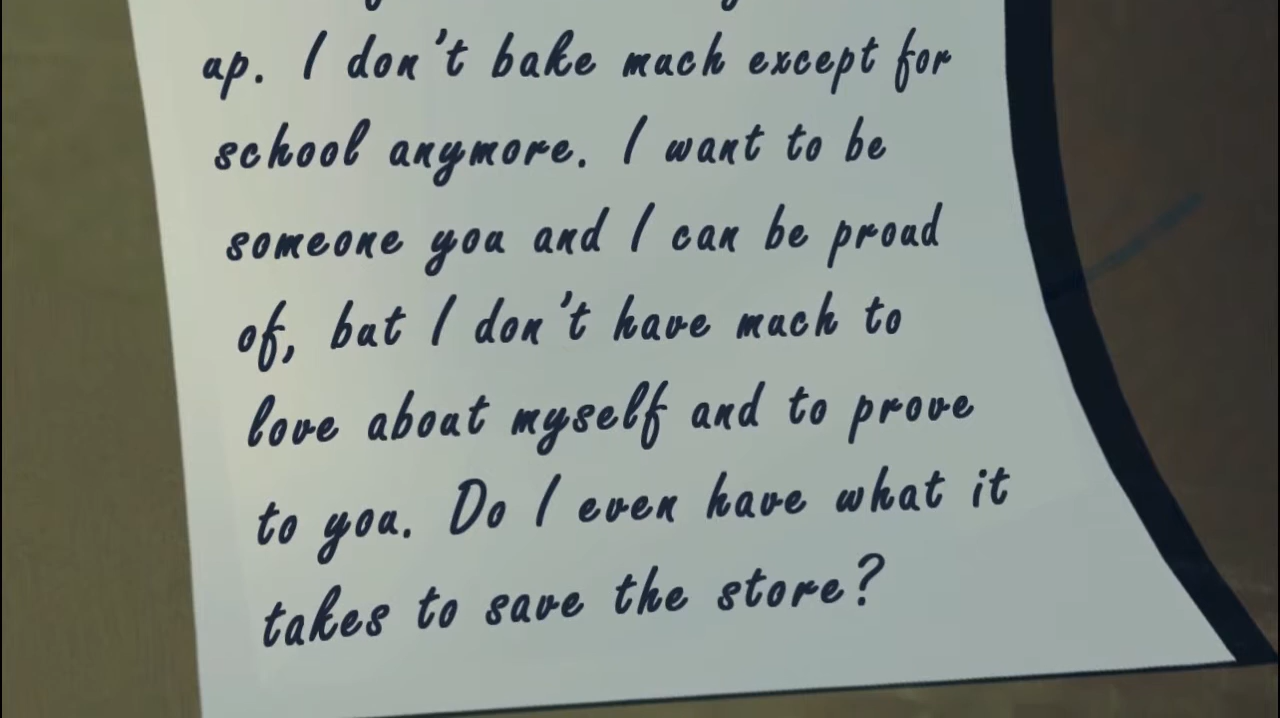 up. I don't bake much except for
school anymore. I want to be
someone you and I can be proud
of, but I don't have much to
love about myself and to prove
to you. Do I even have what it
takes to save the store?